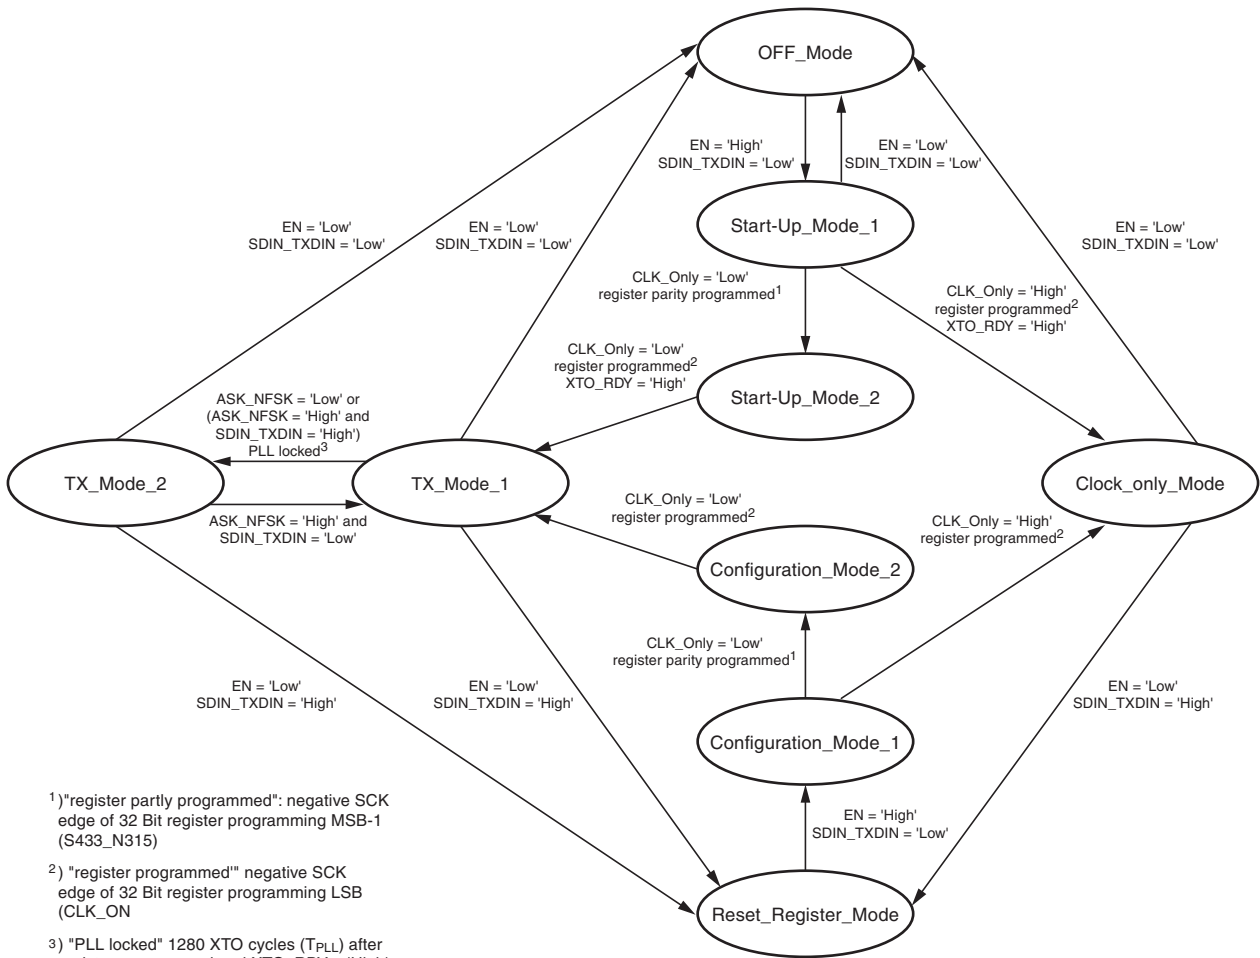 OFF_Mode
EN = 'High'
SDIN_TXDIN = 'Low'
EN = 'Low'
SDIN_TXDIN = 'Low'
EN = 'Low'
SDIN_TXDIN = 'Low'
EN = 'Low'
SDIN_TXDIN = 'Low'
Start-Up_Mode_1
EN = 'Low'
SDIN_TXDIN = 'Low'
CLK_Only = 'Low'
register parity programmed1
CLK_Only = 'High'
register programmed2
XTO_RDY = 'High'
CLK_Only = 'Low'
register programmed2
XTO_RDY = 'High'
Start-Up_Mode_2
ASK_NFSK = 'Low' or
(ASK_NFSK = 'High' and
SDIN_TXDIN = 'High')
PLL locked3
TX_Mode_2
TX_Mode_1
Clock_only_Mode
ASK_NFSK = 'High' and
SDIN_TXDIN = 'Low'
CLK_Only = 'Low'
register programmed2
CLK_Only = 'High'
register programmed2
Configuration_Mode_2
CLK_Only = 'Low'
register parity programmed1
EN = 'Low'
SDIN_TXDIN = 'High'
EN = 'Low'
SDIN_TXDIN = 'High'
EN = 'Low'
SDIN_TXDIN = 'High'
Configuration_Mode_1
EN = 'High'
SDIN_TXDIN = 'Low'
Reset_Register_Mode
1)"register partly programmed": negative SCK
edge of 32 Bit register programming MSB-1
(S433_N315)
2) "register programmed'" negative SCK
edge of 32 Bit register programming LSB
(CLK_ON
3) "PLL locked" 1280 XTO cycles (TPLL) after